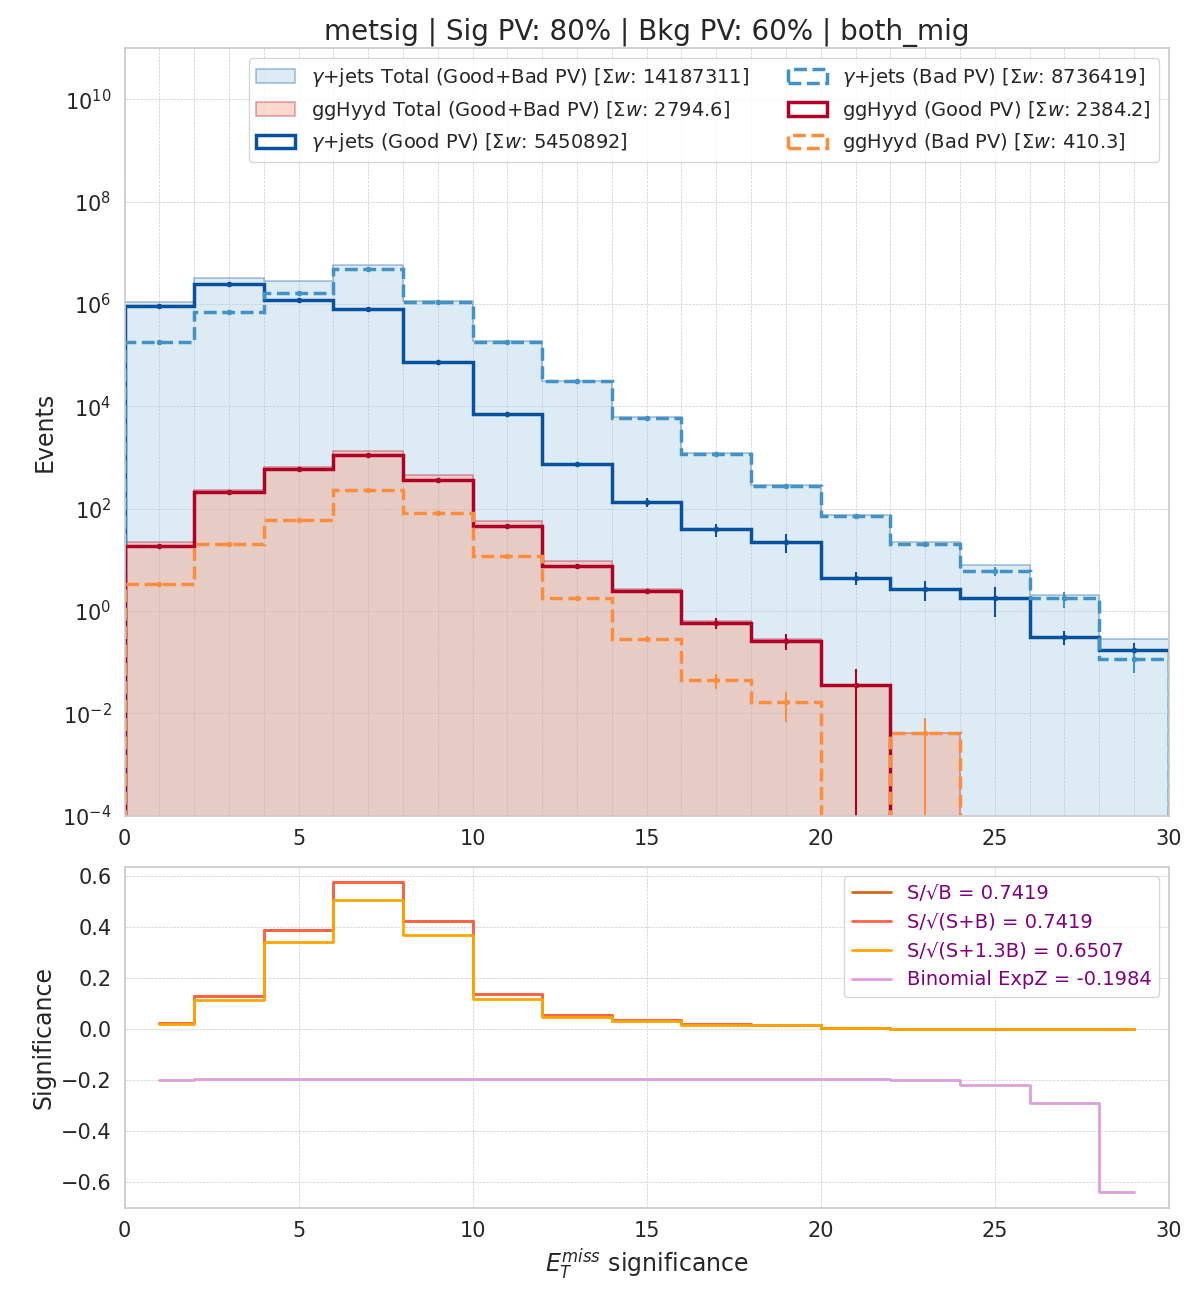 metsig | Sig PV: 80% | Bkg PV: 60% | both_mig
γ+jets Total (Good+Bad PV) [Σw: 14187311]
ggHyyd Total (Good+Bad PV) [Σw: 2794.6]
γ+jets (Good PV) [Σw: 5450892]
γ+jets (Bad PV) [Σw: 8736419]
ggHyyd (Good PV) [Σw: 2384.2]
ggHyyd (Bad PV) [Σw: 410.3]
Events
10^10
10^8
10^6
10^4
10^2
10^0
10^−2
10^−4
0 5 10 15 20 25 30
Significance
0.6
0.4
0.2
0.0
−0.2
−0.4
−0.6
S/√B = 0.7419
S/√(S+B) = 0.7419
S/√(S+1.3B) = 0.6507
Binomial ExpZ = -0.1984
0 5 10 15 20 25 30
E_T^miss significance